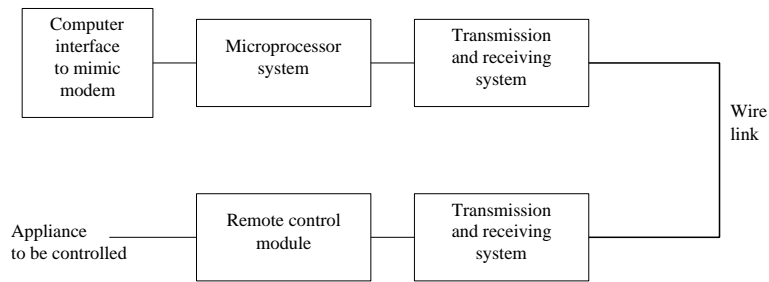 Computer
interface
to mimic
modem
Microprocessor
system
Transmission
and receiving
system
Wire
link
Appliance
to be controlled
Remote control
module
Transmission
and receiving
system